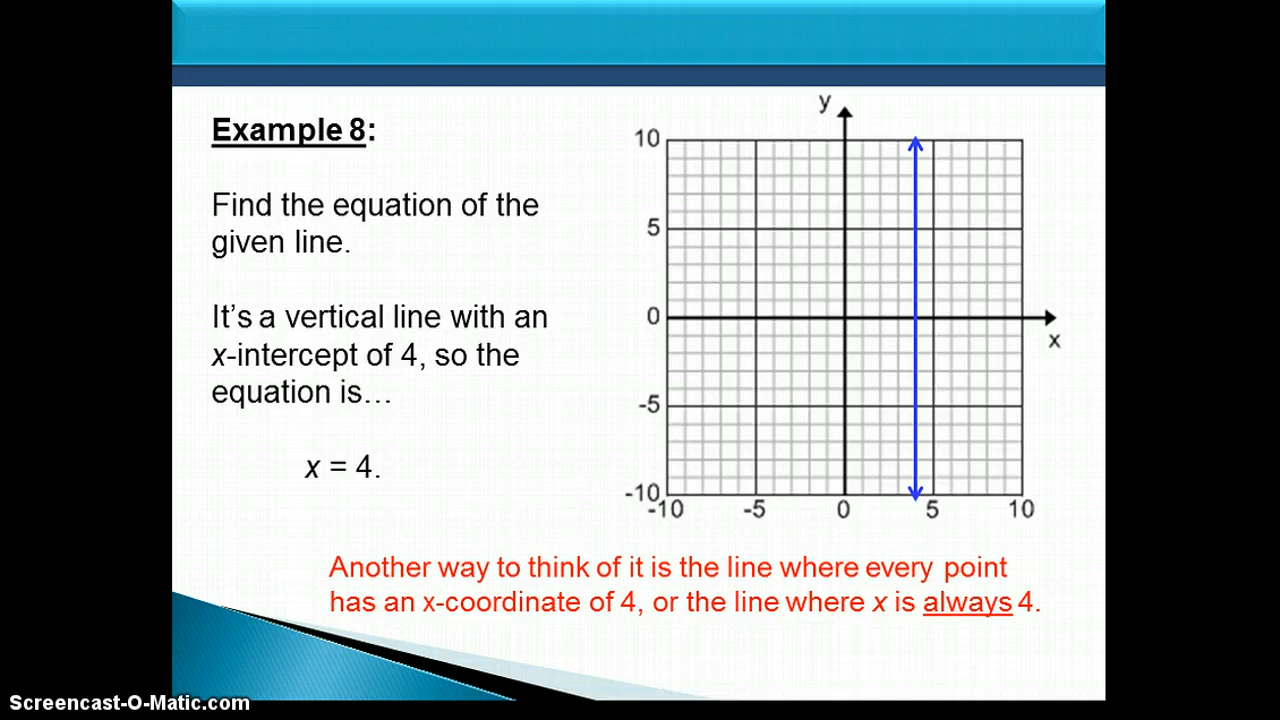 Example 8:
Find the equation of the
given line.
It's a vertical line with an
x-intercept of 4, so the
equation is…
x = 4.
y
10
5
0
-5
-10
-10 -5 0 5 10
x
Another way to think of it is the line where every point
has an x-coordinate of 4, or the line where x is always 4.
Screencast-O-Matic.com